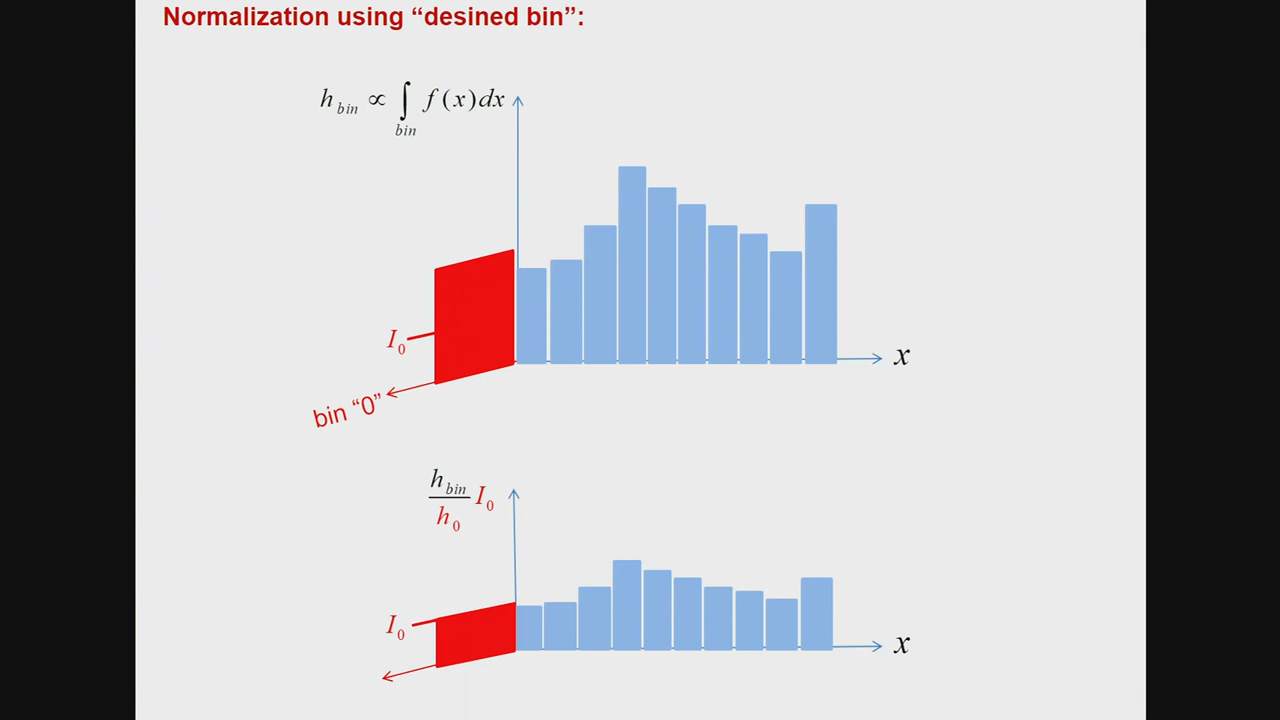 Normalization using “desined bin”:
h_bin ∝ ∫_bin f(x)dx
I_0
x
bin “0”
h_bin / h_0 I_0
I_0
x